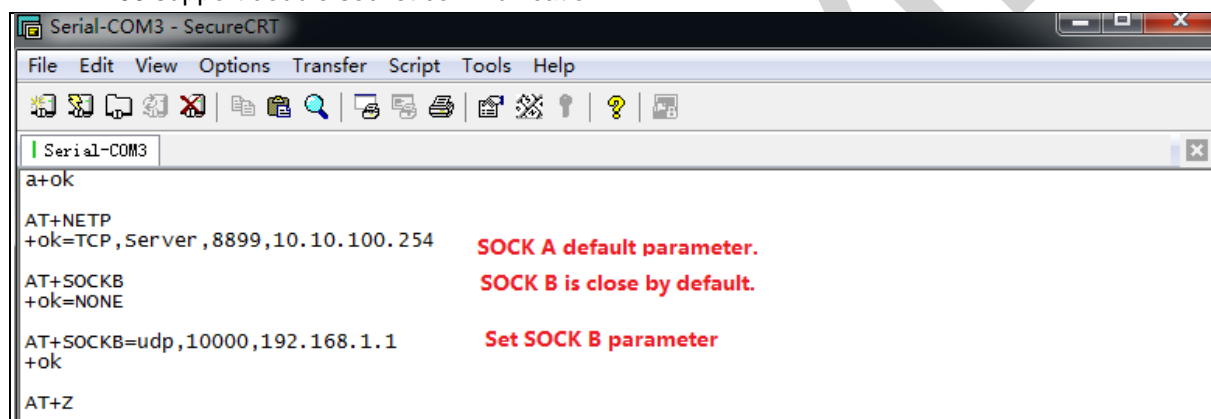 Serial-COM3 - SecureCRT
File Edit View Options Transfer Script Tools Help
Serial-COM3
a+ok
AT+NETP
+ok=TCP,Server,8899,10.10.100.254 SOCK A default parameter.
AT+SOCKB SOCK B is close by default.
+ok=NONE
AT+SOCKB=udp,10000,192.168.1.1 Set SOCK B parameter
+ok
AT+Z